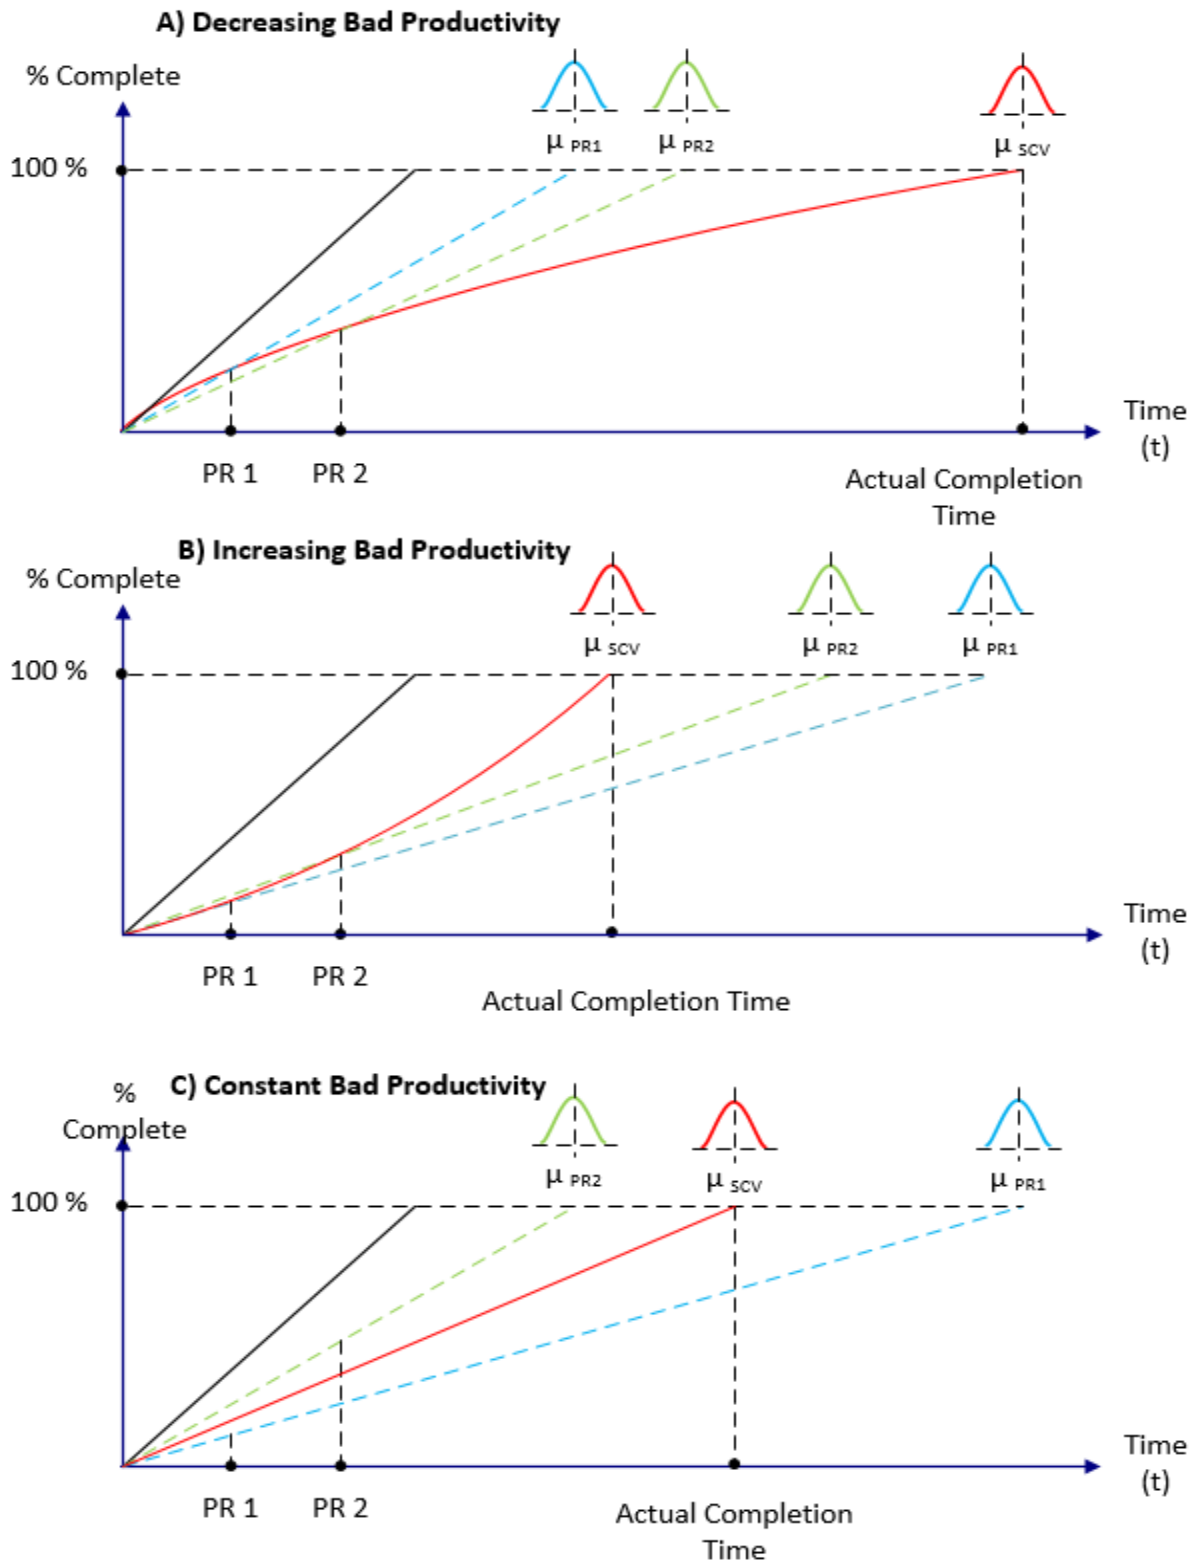 A) Decreasing Bad Productivity
% Complete
μ PR1
μ PR2
μ SCV
100 %
Time
(t)
PR 1
PR 2
Actual Completion
Time
B) Increasing Bad Productivity
% Complete
μ SCV
μ PR2
μ PR1
100 %
Time
(t)
PR 1
PR 2
Actual Completion Time
C) Constant Bad Productivity
%
Complete
μ PR2
μ SCV
μ PR1
100 %
Time
(t)
PR 1
PR 2
Actual Completion
Time